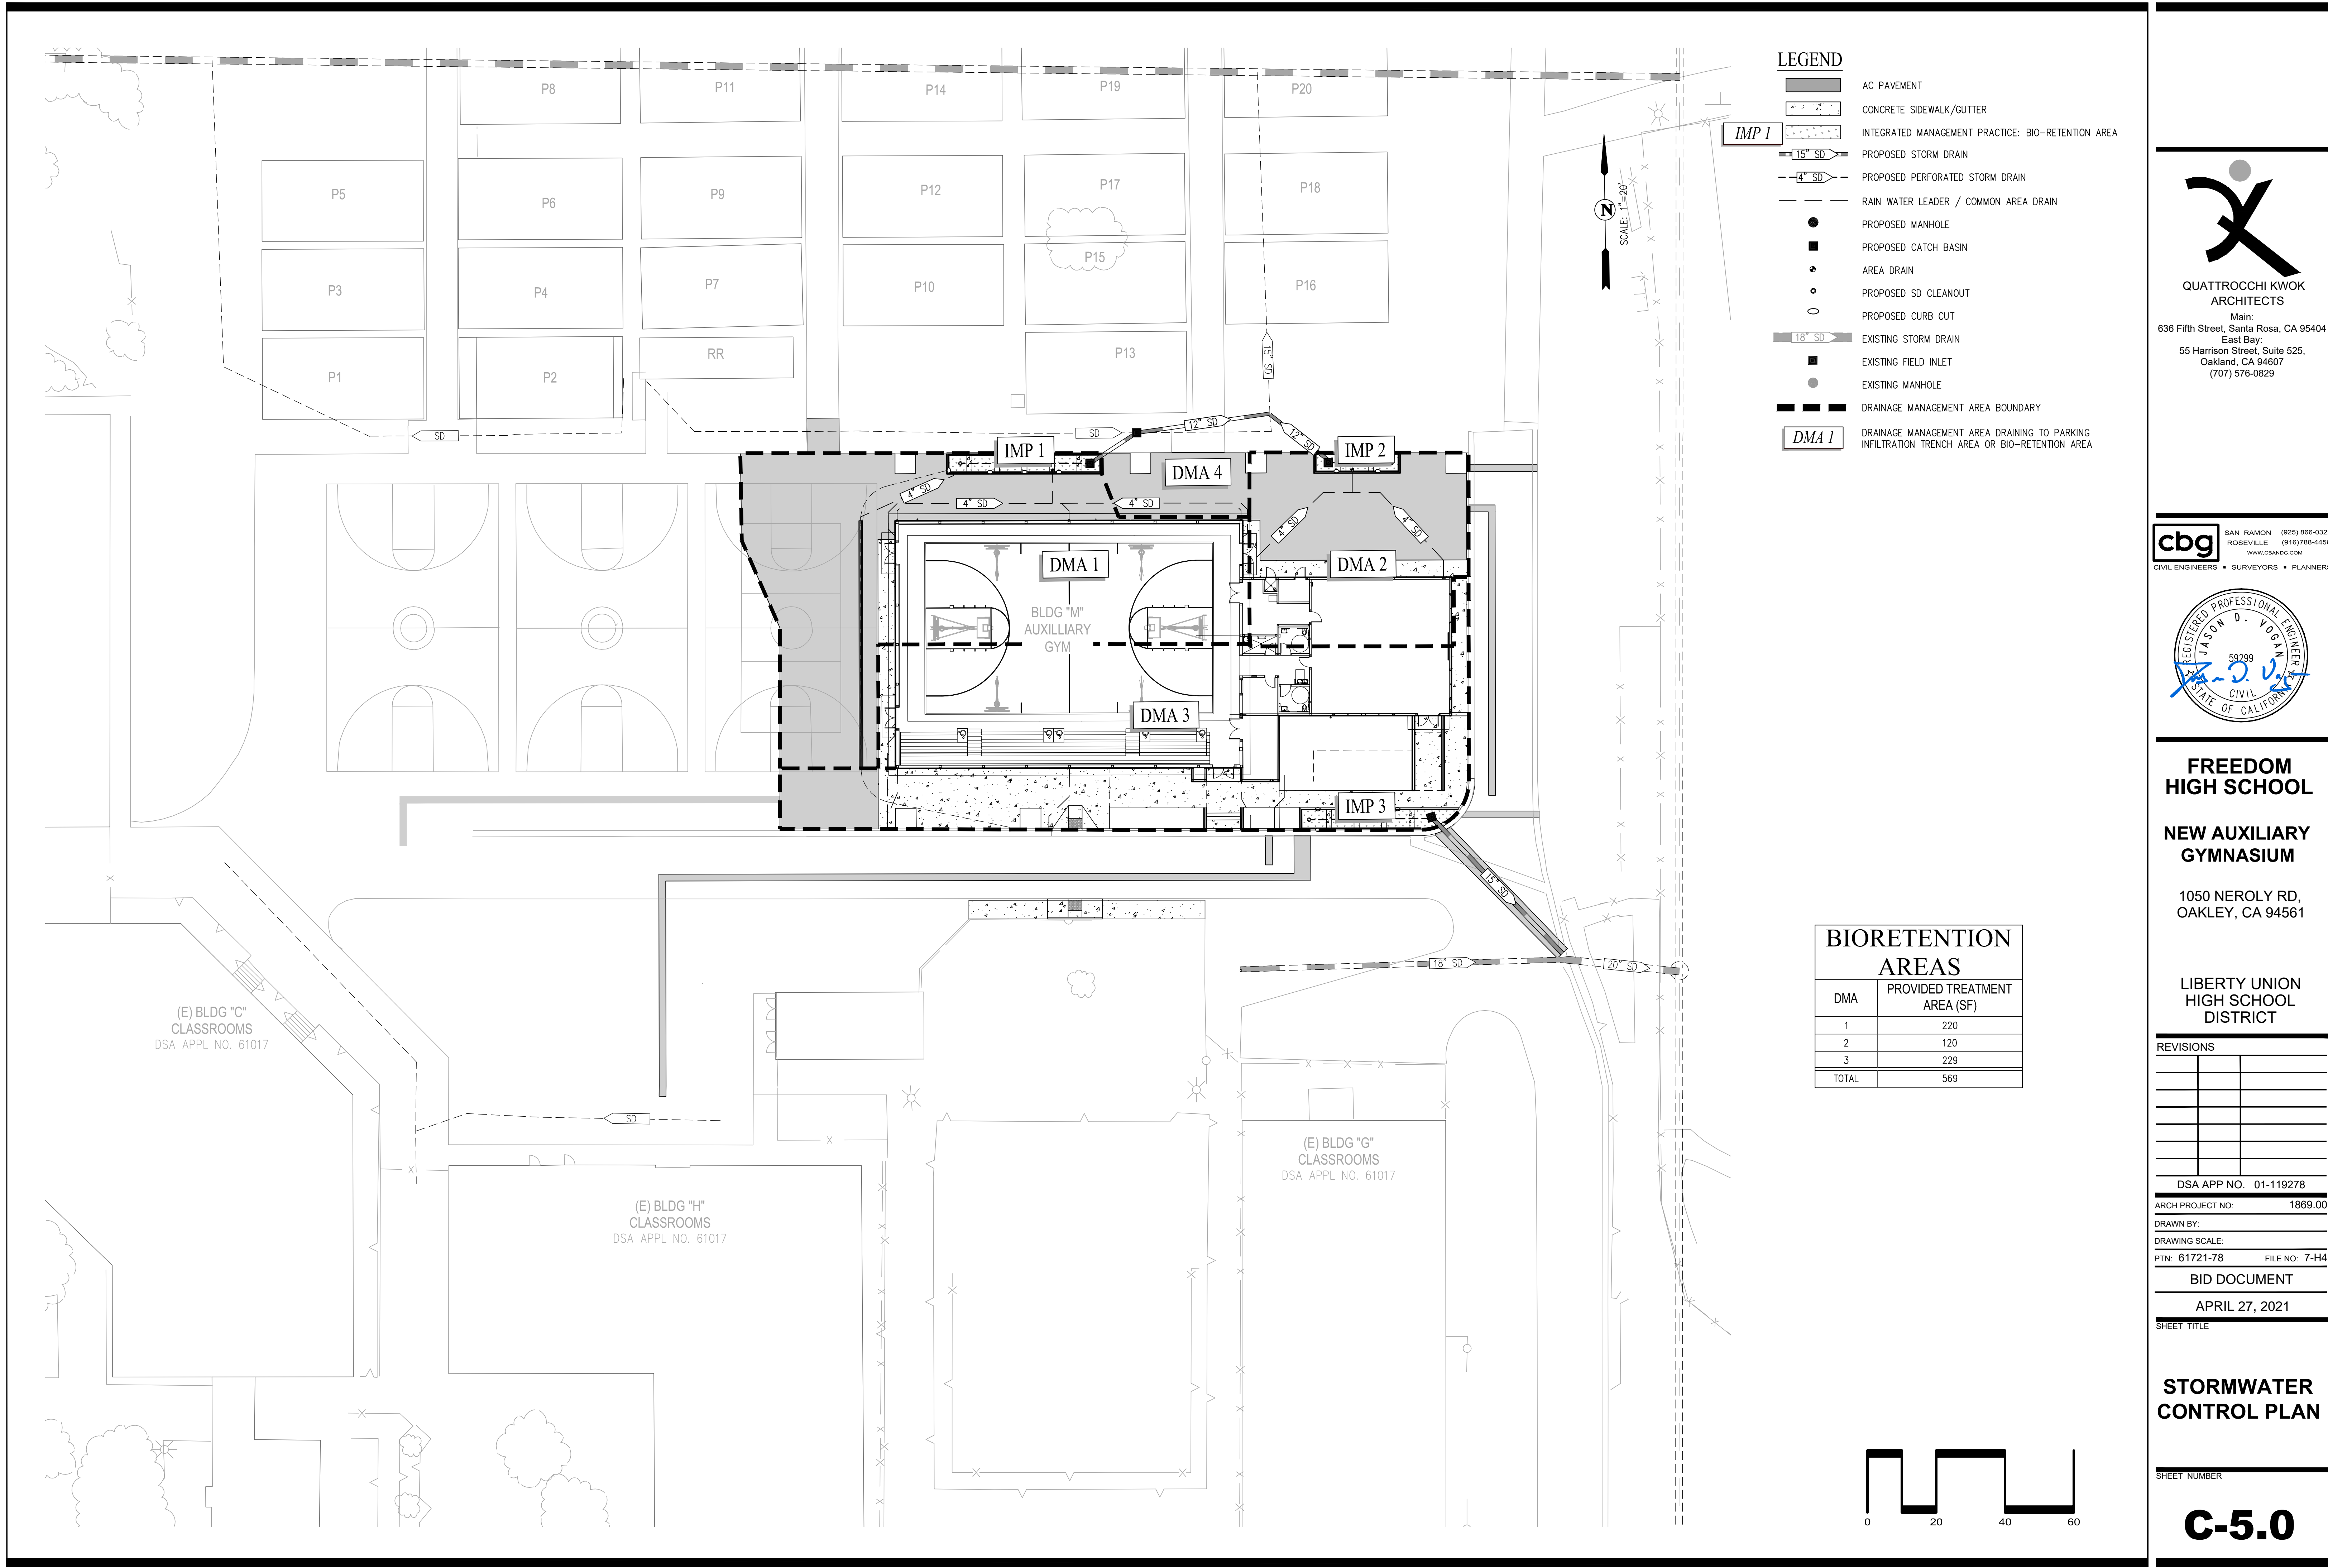 LEGEND
AC PAVEMENT
CONCRETE SIDEWALK/GUTTER
IMP 1
INTEGRATED MANAGEMENT PRACTICE: BIO-RETENTION AREA
15" SD
PROPOSED STORM DRAIN
4" SD
PROPOSED PERFORATED STORM DRAIN
RAIN WATER LEADER / COMMON AREA DRAIN
PROPOSED MANHOLE
PROPOSED CATCH BASIN
AREA DRAIN
PROPOSED SD CLEANOUT
PROPOSED CURB CUT
18" SD
EXISTING STORM DRAIN
EXISTING FIELD INLET
EXISTING MANHOLE
DRAINAGE MANAGEMENT AREA BOUNDARY
DMA 1
DRAINAGE MANAGEMENT AREA DRAINING TO PARKING
INFILTRATION TRENCH AREA OR BIO-RETENTION AREA
N
SCALE: 1"=20'
P8
P11
P14
P19
P20
P5
P6
P9
P12
P17
P18
P3
P4
P7
P10
P15
P16
P1
P2
RR
P13
15" SD
SD
SD
12" SD
12" SD
IMP 1
IMP 2
DMA 4
4" SD
4" SD
4" SD
4" SD
4" SD
DMA 1
DMA 2
BLDG "M"
AUXILLIARY
GYM
DMA 3
IMP 3
15" SD
18" SD
20" SD
(E) BLDG "C"
CLASSROOMS
DSA APPL NO. 61017
SD
(E) BLDG "H"
CLASSROOMS
DSA APPL NO. 61017
(E) BLDG "G"
CLASSROOMS
DSA APPL NO. 61017
BIORETENTION
AREAS
DMA
PROVIDED TREATMENT
AREA (SF)
1 220
2 120
3 229
TOTAL 569
0 20 40 60
QUATTROCCHI KWOK
ARCHITECTS
Main:
636 Fifth Street, Santa Rosa, CA 95404
East Bay:
55 Harrison Street, Suite 525,
Oakland, CA 94607
(707) 576-0829
cbg
SAN RAMON (925) 866-032
ROSEVILLE (916)788-4456
WWW.CBANDG.COM
CIVIL ENGINEERS • SURVEYORS • PLANNERS
REGISTERED PROFESSIONAL ENGINEER
JASON D. VOGAN
59299
CIVIL
STATE OF CALIFORNIA
FREEDOM
HIGH SCHOOL
NEW AUXILIARY
GYMNASIUM
1050 NEROLY RD,
OAKLEY, CA 94561
LIBERTY UNION
HIGH SCHOOL
DISTRICT
REVISIONS
DSA APP NO. 01-119278
ARCH PROJECT NO: 1869.00
DRAWN BY:
DRAWING SCALE:
PTN: 61721-78 FILE NO: 7-H4
BID DOCUMENT
APRIL 27, 2021
SHEET TITLE
STORMWATER
CONTROL PLAN
SHEET NUMBER
C-5.0